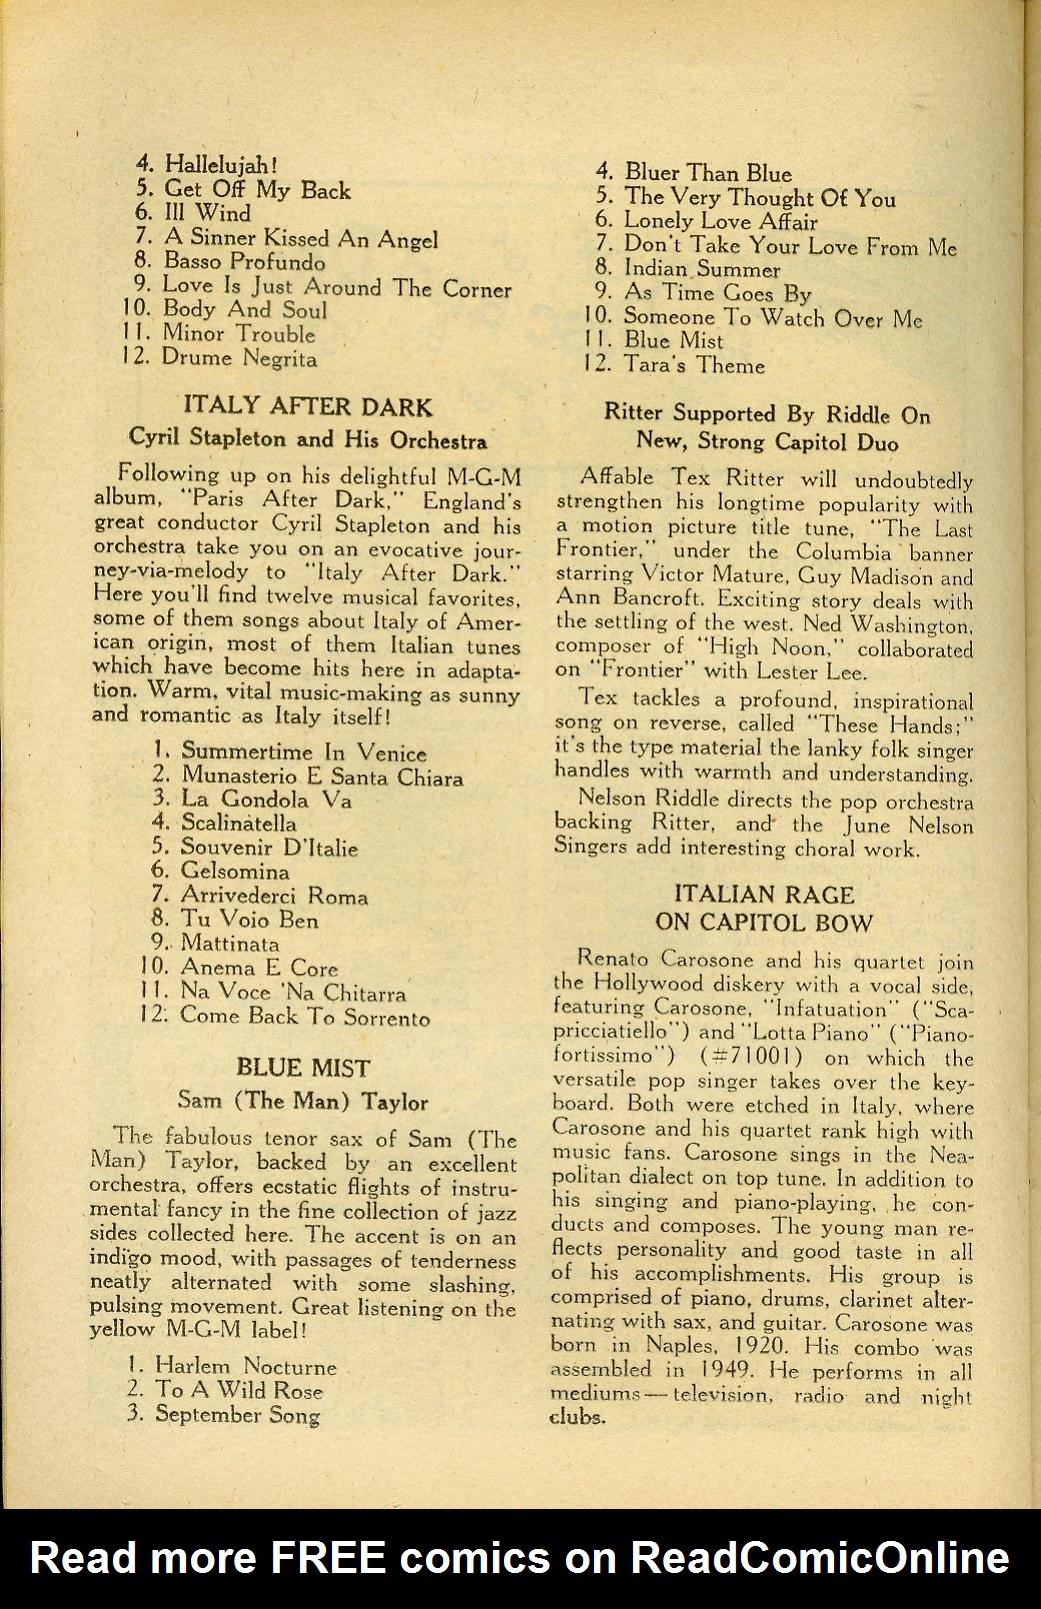 4. Hallelujah!
5. Get Off My Back
6. Ill Wind
7. A Sinner Kissed An Angel
8. Basso Profundo
9. Love Is Just Around The Corner
10. Body And Soul
11. Minor Trouble
12. Drume Negrita
ITALY AFTER DARK
Cyril Stapleton and His Orchestra
Following up on his delightful M-G-M
album, "Paris After Dark," England's
great conductor Cyril Stapleton and his
orchestra take you on an evocative jour-
ney-via-melody to "Italy After Dark."
Here you'll find twelve musical favorites,
some of them songs about Italy of Amer-
ican origin, most of them Italian tunes
which have become hits here in adapta-
tion. Warm, vital music-making as sunny
and romantic as Italy itself!
1. Summertime In Venice
2. Munasterio E Santa Chiara
3. La Gondola Va
4. Scalinatella
5. Souvenir D'Italie
6. Gelsomina
7. Arrivederci Roma
8. Tu Voio Ben
9. Mattinata
10. Anema E Core
11. Na Voce 'Na Chitarra
12. Come Back To Sorrento
BLUE MIST
Sam (The Man) Taylor
The fabulous tenor sax of Sam (The
Man) Taylor, backed by an excellent
orchestra, offers ecstatic flights of instru-
mental fancy in the fine collection of jazz
sides collected here. The accent is on an
indigo mood, with passages of tenderness
neatly alternated with some slashing,
pulsing movement. Great listening on the
yellow M-G-M label!
1. Harlem Nocturne
2. To A Wild Rose
3. September Song
4. Bluer Than Blue
5. The Very Thought Of You
6. Lonely Love Affair
7. Don't Take Your Love From Me
8. Indian Summer
9. As Time Goes By
10. Someone To Watch Over Me
11. Blue Mist
12. Tara's Theme
Ritter Supported By Riddle On
New, Strong Capitol Duo
Affable Tex Ritter will undoubtedly
strengthen his longtime popularity with
a motion picture title tune, "The Last
Frontier," under the Columbia banner
starring Victor Mature, Guy Madison and
Ann Bancroft. Exciting story deals with
the settling of the west. Ned Washington,
composer of "High Noon," collaborated
on "Frontier" with Lester Lee.
Tex tackles a profound, inspirational
song on reverse, called "These Hands;"
it's the type material the lanky folk singer
handles with warmth and understanding.
Nelson Riddle directs the pop orchestra
backing Ritter, and the June Nelson
Singers add interesting choral work.
ITALIAN RAGE
ON CAPITOL BOW
Renato Carosone and his quartet join
the Hollywood diskery with a vocal side,
featuring Carosone, "Infatuation" ("Sca-
pricciatiello") and "Lotta Piano" ("Piano-
fortissimo") (#71001) on which the
versatile pop singer takes over the key-
board. Both were etched in Italy, where
Carosone and his quartet rank high with
music fans. Carosone sings in the Nea-
politan dialect on top tune. In addition to
his singing and piano-playing, he con-
ducts and composes. The young man re-
flects personality and good taste in all
of his accomplishments. His group is
comprised of piano, drums, clarinet alter-
nating with sax, and guitar. Carosone was
born in Naples, 1920. His combo was
assembled in 1949. He performs in all
mediums—television, radio and night
clubs.
Read more FREE comics on ReadComicOnline